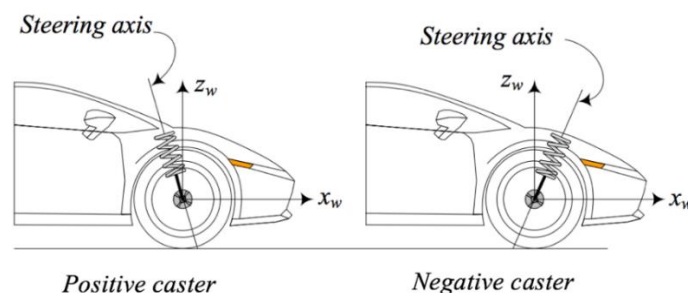 Steering axis
Steering axis
z_w
z_w
x_w
x_w
Positive caster
Negative caster